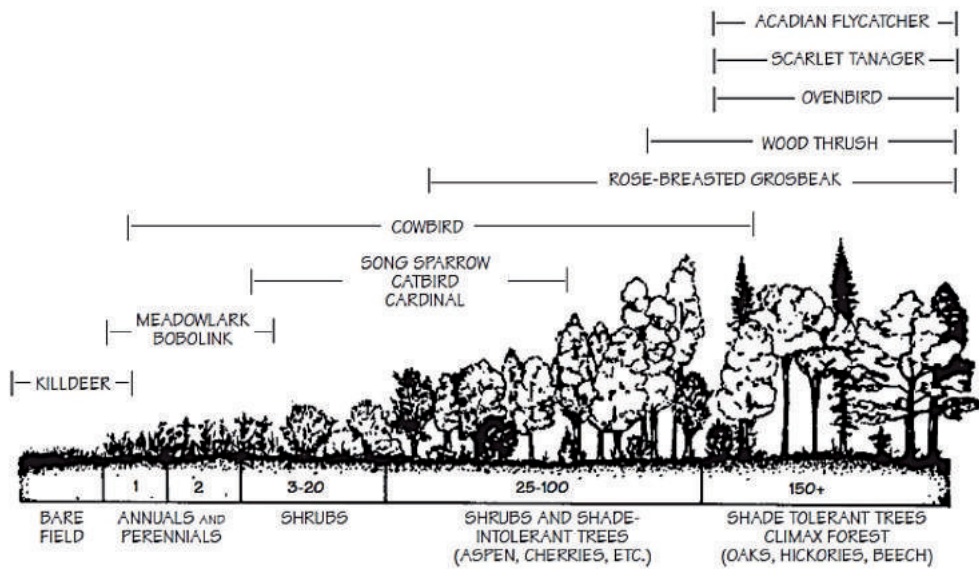 ACADIAN FLYCATCHER
SCARLET TANAGER
OVENBIRD
WOOD THRUSH
ROSE-BREASTED GROSBEAK
COWBIRD
SONG SPARROW
CATBIRD
CARDINAL
MEADOWLARK
BOBOLINK
KILLDEER
1 2 3-20 25-100 150+
BARE
FIELD
ANNUALS AND
PERENNIALS
SHRUBS
SHRUBS AND SHADE-
INTOLERANT TREES
(ASPEN, CHERRIES, ETC.)
SHADE TOLERANT TREES
CLIMAX FOREST
(OAKS, HICKORIES, BEECH)